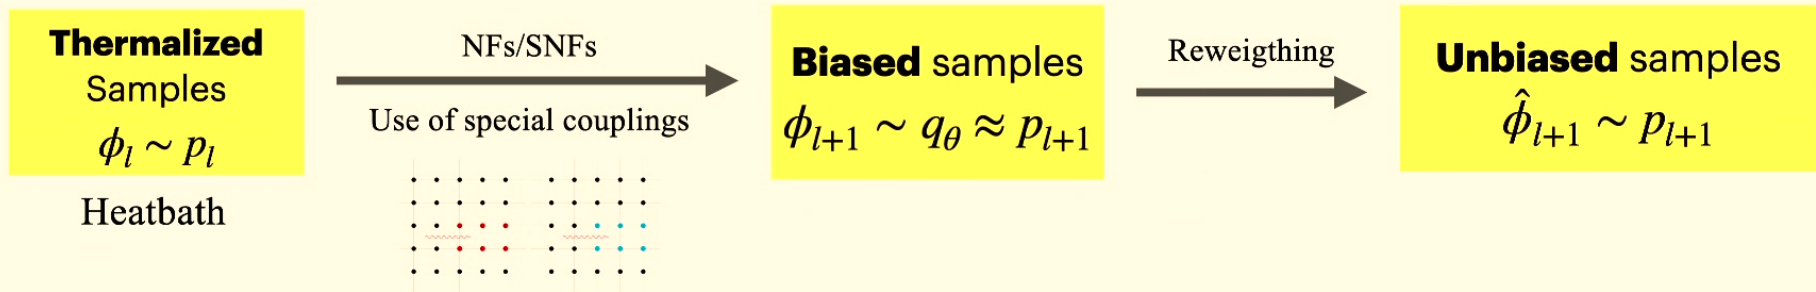 Thermalized
Samples
ϕ_l ∼ p_l
Heatbath
NFs/SNFs
Use of special couplings
Biased samples
ϕ_{l+1} ∼ q_θ ≈ p_{l+1}
Reweigthing
Unbiased samples
ϕ̂_{l+1} ∼ p_{l+1}